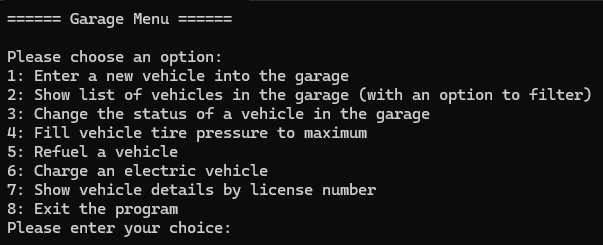 ====== Garage Menu ======
Please choose an option:
1: Enter a new vehicle into the garage
2: Show list of vehicles in the garage (with an option to filter)
3: Change the status of a vehicle in the garage
4: Fill vehicle tire pressure to maximum
5: Refuel a vehicle
6: Charge an electric vehicle
7: Show vehicle details by license number
8: Exit the program
Please enter your choice: